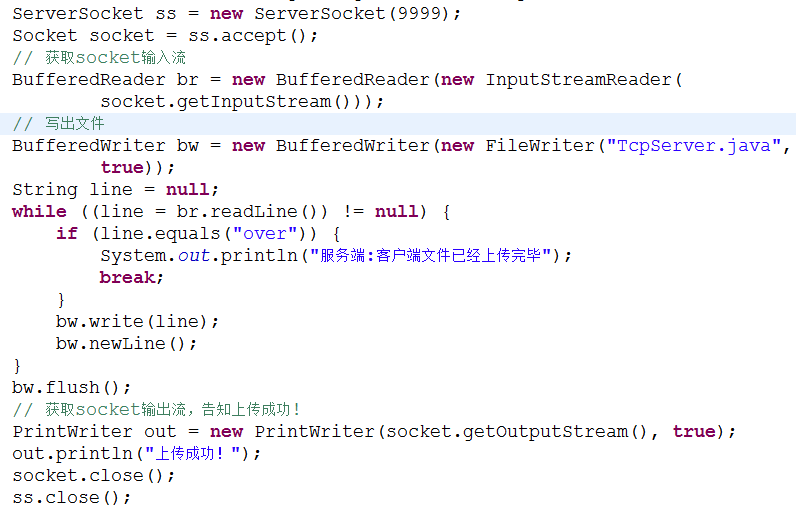 ServerSocket ss = new ServerSocket(9999);
Socket socket = ss.accept();
// 获取socket输入流
BufferedReader br = new BufferedReader(new InputStreamReader(
        socket.getInputStream()));
// 写出文件
BufferedWriter bw = new BufferedWriter(new FileWriter("TcpServer.java",
        true));
String line = null;
while ((line = br.readLine()) != null) {
    if (line.equals("over")) {
        System.out.println("服务端:客户端文件已经上传完毕");
        break;
    }
    bw.write(line);
    bw.newLine();
}
bw.flush();
// 获取socket输出流，告知上传成功！
PrintWriter out = new PrintWriter(socket.getOutputStream(), true);
out.println("上传成功！");
socket.close();
ss.close();